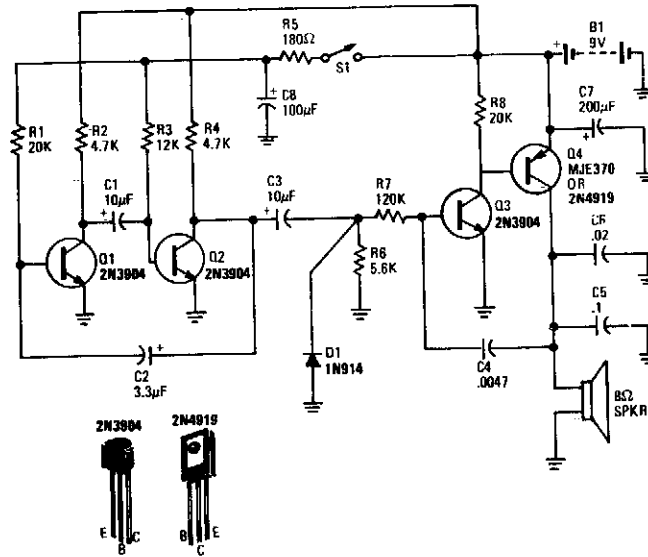 R5
180Ω
S1
B1
9V
+
C8
100μF
+
R8
20K
C7
200μF
+
R1
20K
R2
4.7K
R3
12K
R4
4.7K
Q4
MJE370
OR
2N4919
C1
10μF
+
C3
10μF
+
R7
120K
Q3
2N3904
Q1
2N3904
Q2
2N3904
R6
5.6K
C6
.02
C5
.1
D1
1N914
C2
3.3μF
+
C4
.0047
8Ω
SPKR
2N3904
2N4919
E
B
C
B
C
E